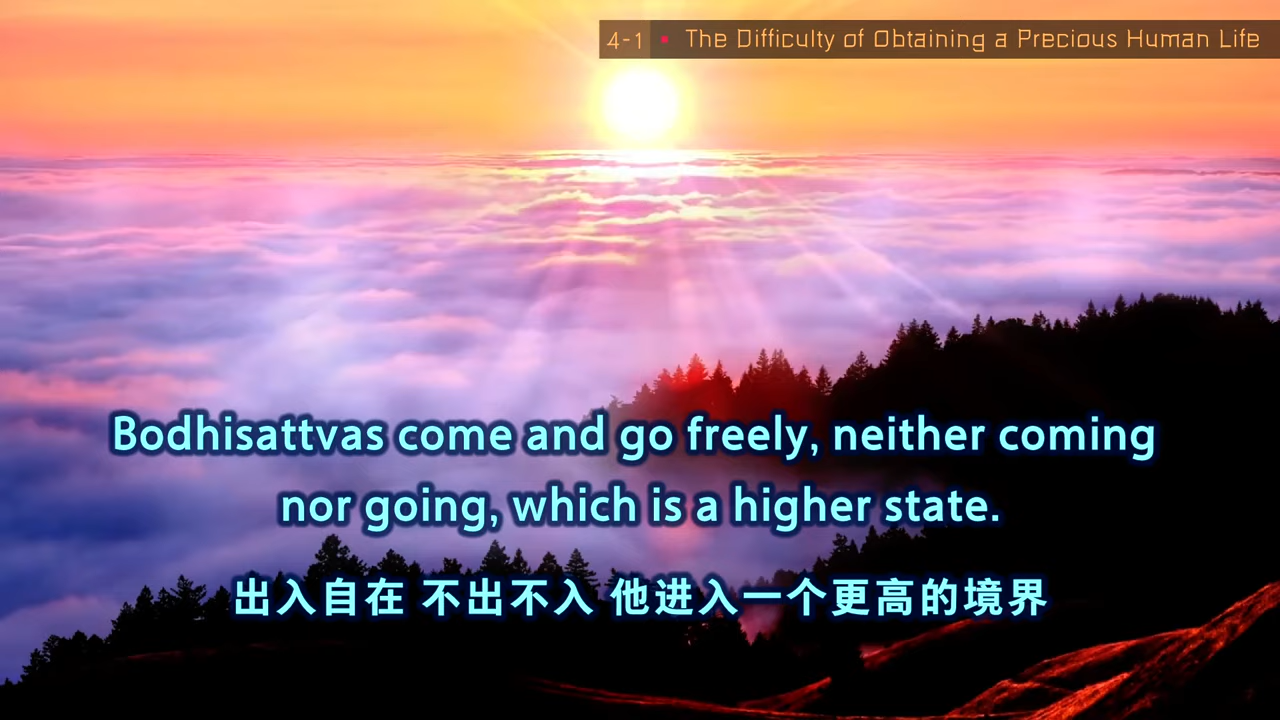 4-1 • The Difficulty of Obtaining a Precious Human Life
Bodhisattvas come and go freely, neither coming
nor going, which is a higher state.
出入自在 不出不入 他进入一个更高的境界